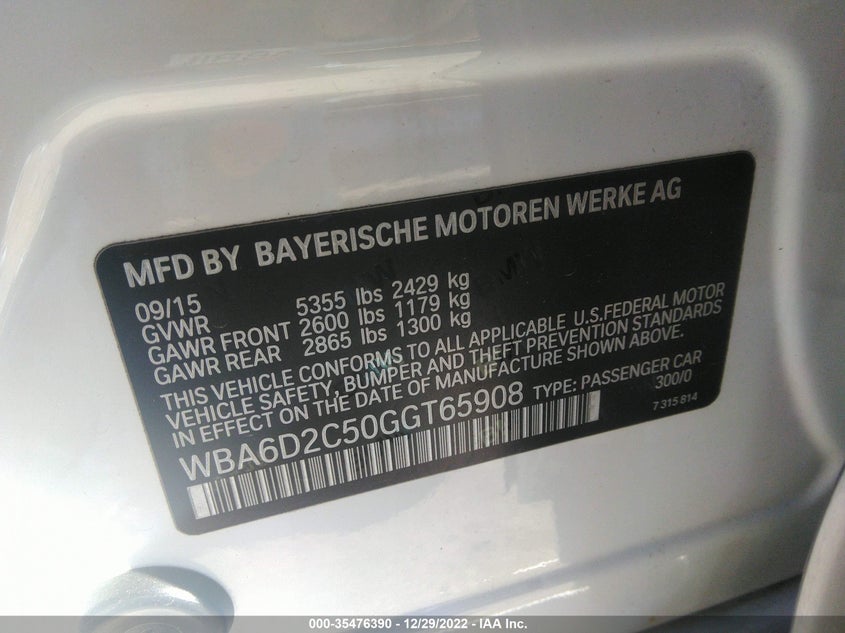 MFD BY BAYERISCHE MOTOREN WERKE AG
09/15
GVWR 5355 lbs 2429 kg
GAWR FRONT 2600 lbs 1179 kg
GAWR REAR 2865 lbs 1300 kg
THIS VEHICLE CONFORMS TO ALL APPLICABLE U.S.FEDERAL MOTOR
VEHICLE SAFETY, BUMPER AND THEFT PREVENTION STANDARDS
IN EFFECT ON THE DATE OF MANUFACTURE SHOWN ABOVE.
WBA6D2C50GGT65908 TYPE: PASSENGER CAR
300/0
7 315 814
000-35476390 - 12/29/2022 - IAA Inc.